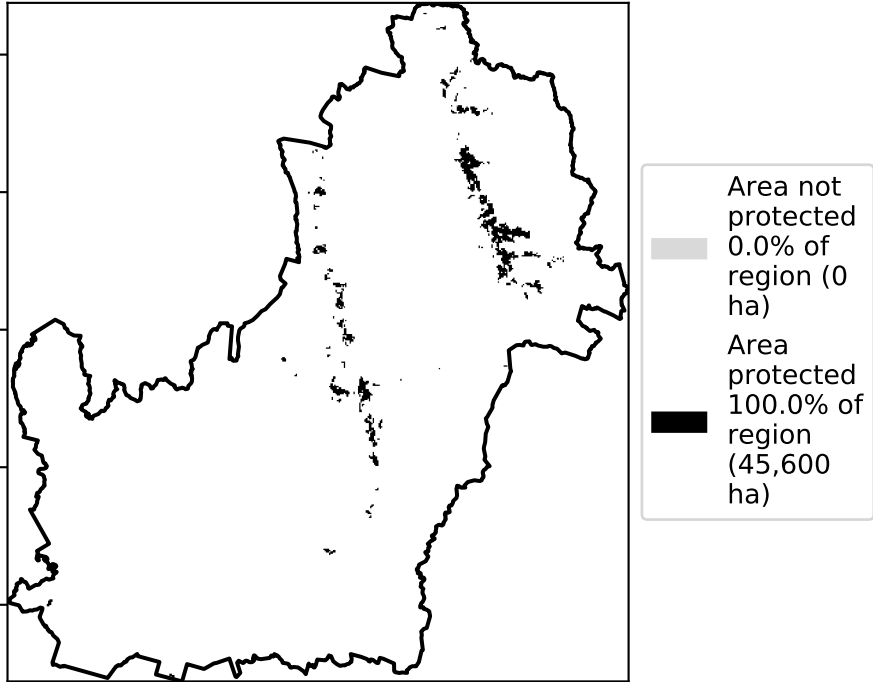 Area not
protected
0.0% of
region (0
ha)
Area
protected
100.0% of
region
(45,600
ha)